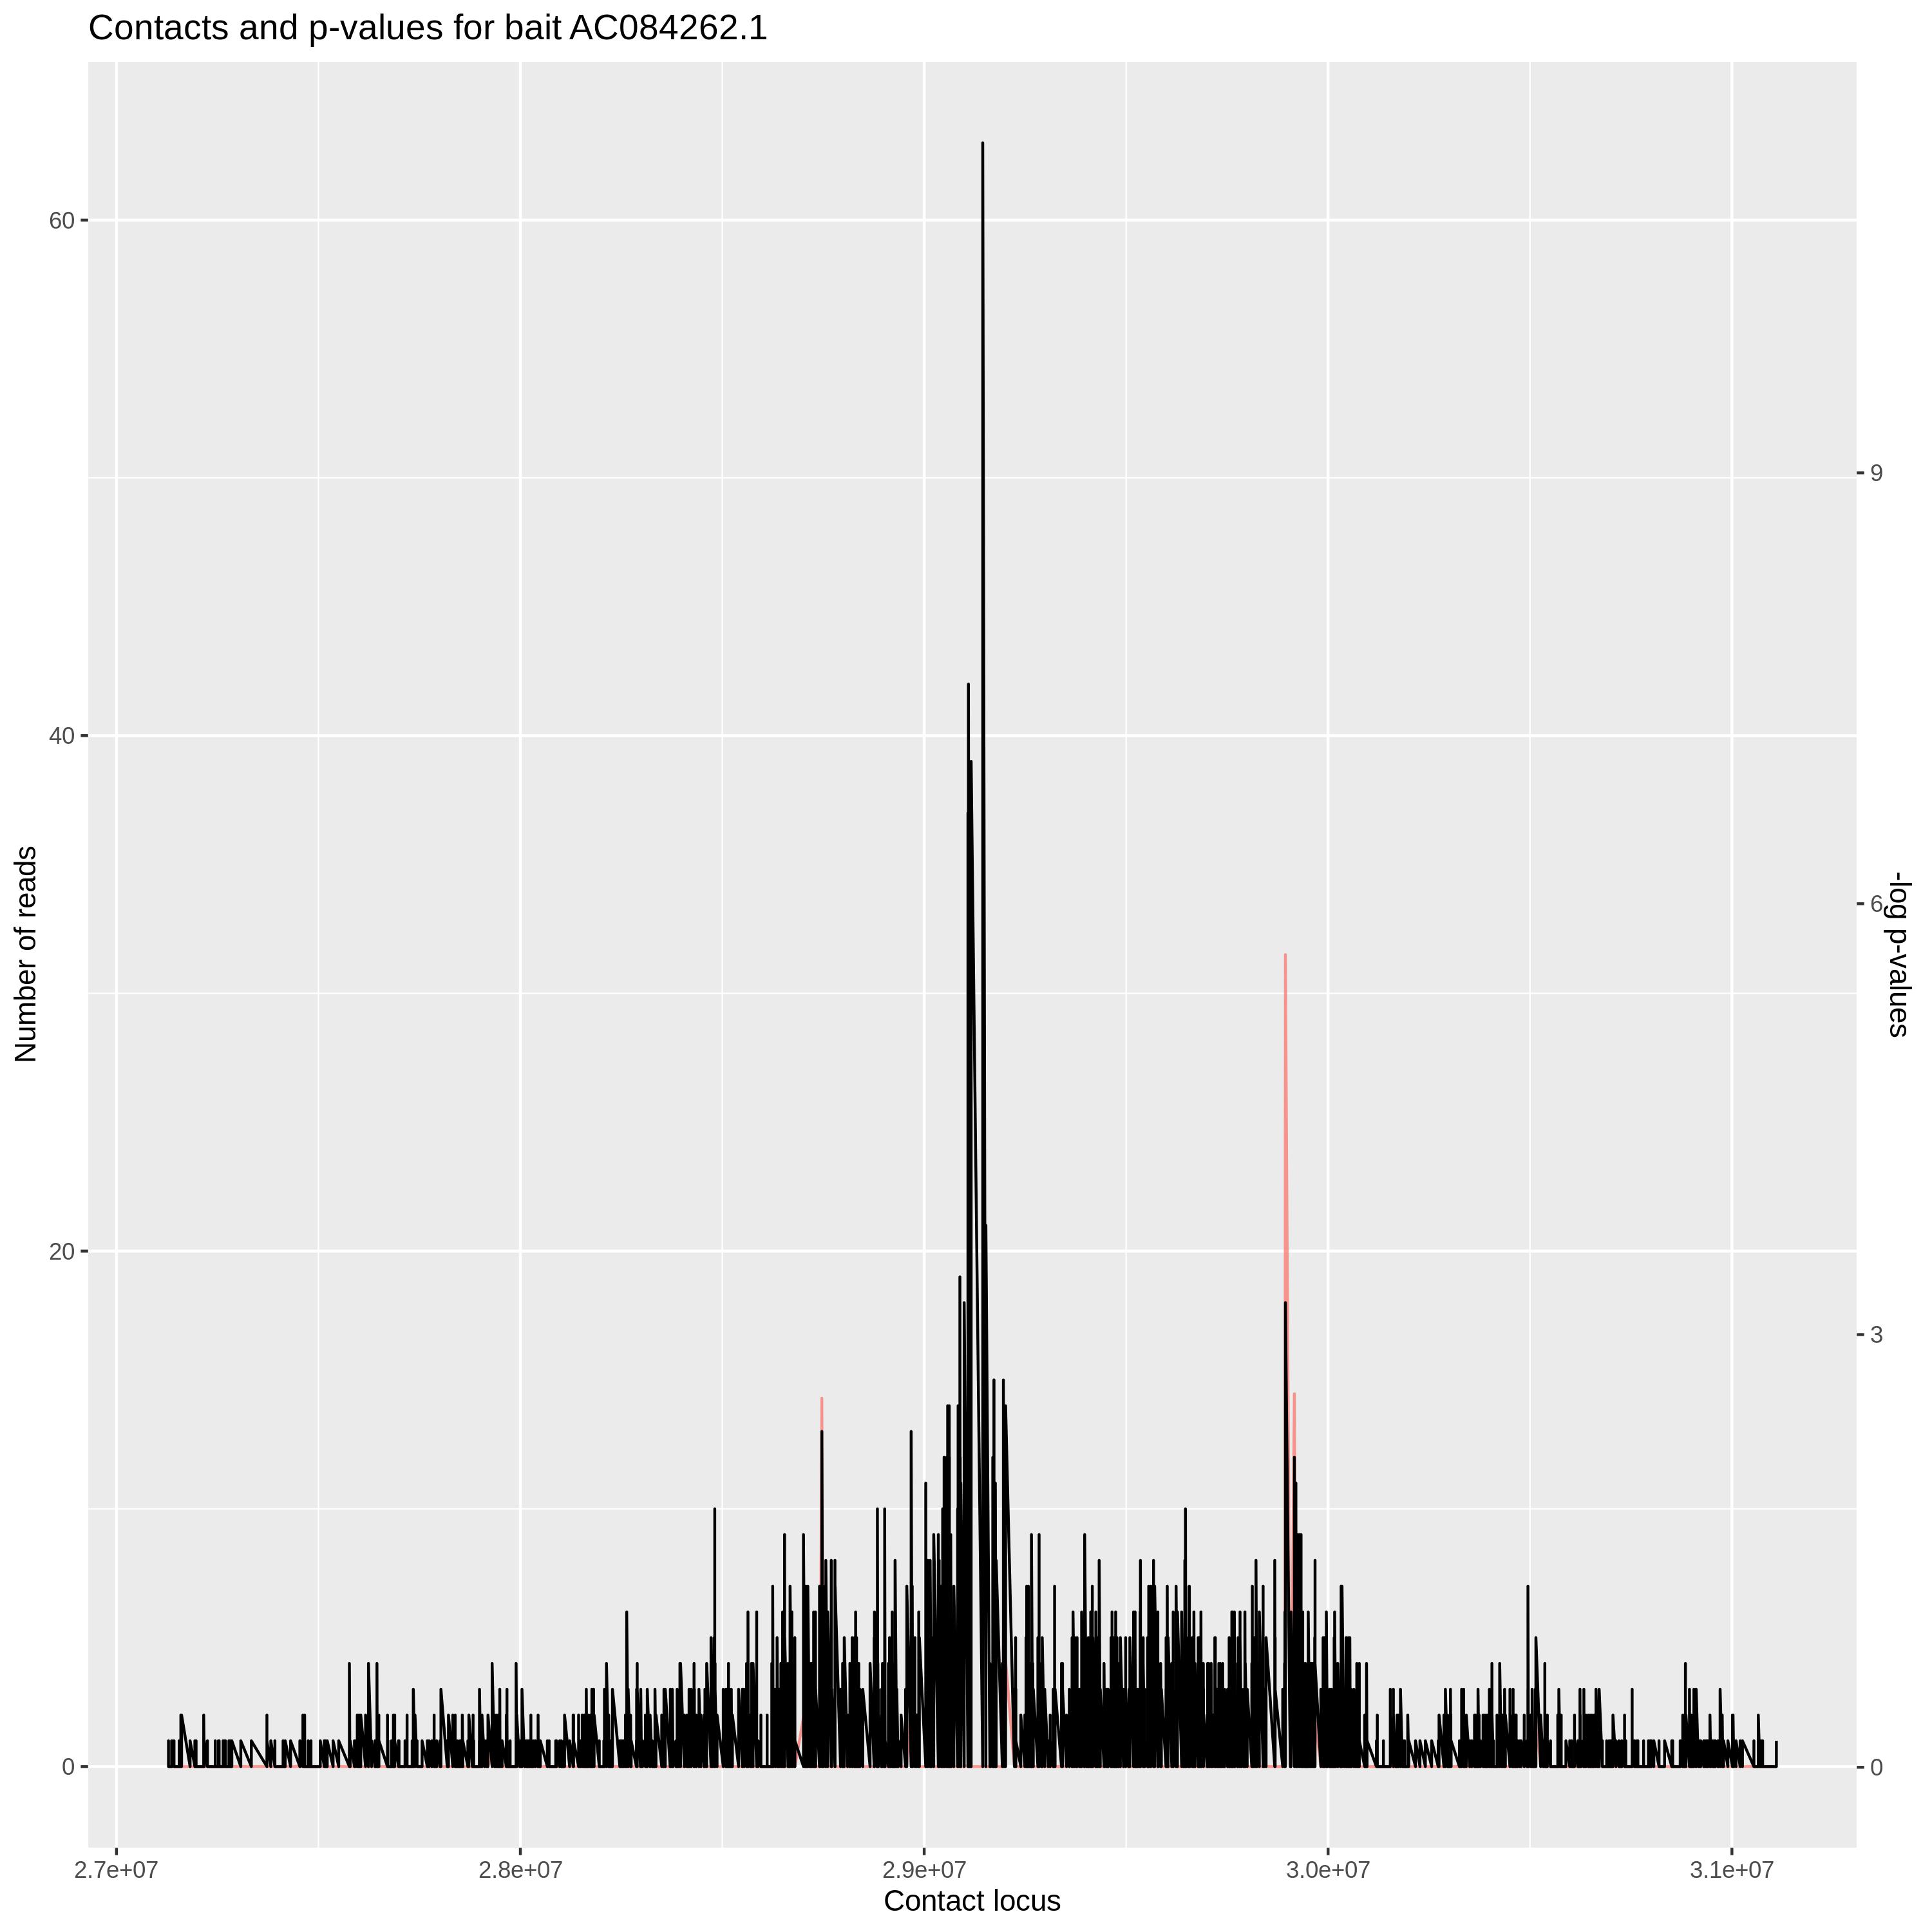 Contacts and p-values for bait AC084262.1
60
40
20
0
Number of reads
9
6
3
0
-log p-values
2.7e+07
2.8e+07
2.9e+07
3.0e+07
3.1e+07
Contact locus